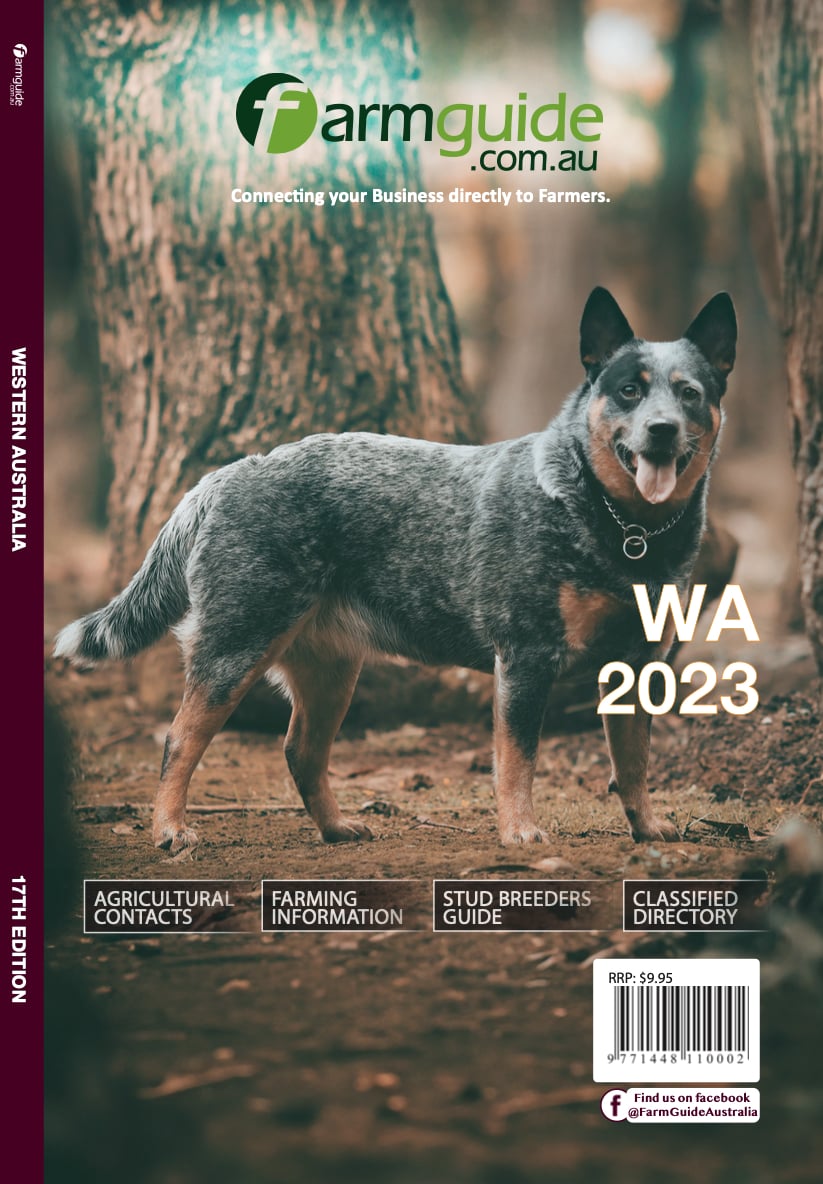 farmguide
.com.au
WESTERN AUSTRALIA
17TH EDITION
farmguide
.com.au
Connecting your Business directly to Farmers.
WA
2023
AGRICULTURAL
CONTACTS
FARMING
INFORMATION
STUD BREEDERS
GUIDE
CLASSIFIED
DIRECTORY
RRP: $9.95
9 771448 110002
f
Find us on facebook
@FarmGuideAustralia